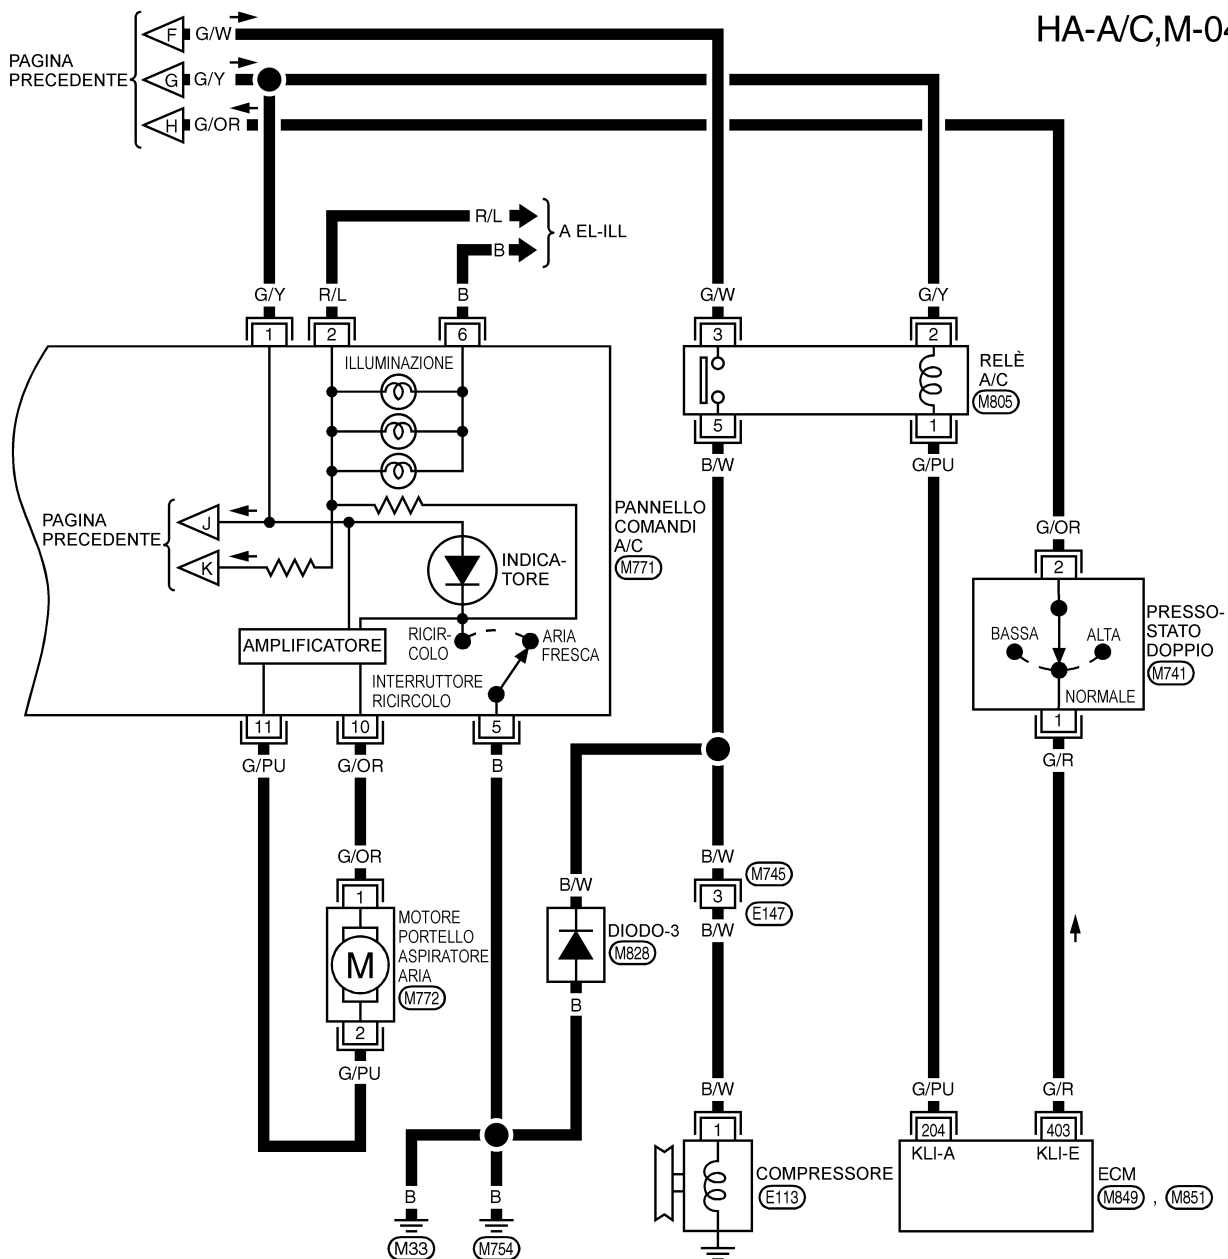 HA-A/C,M-04
PAGINA
PRECEDENTE
F G/W
G G/Y
H G/OR
R/L
B
A EL-ILL
G/Y R/L B G/W G/Y
1 2 6 3 2
ILLUMINAZIONE
RELÈ
A/C
M805
5 1
B/W G/PU
PAGINA
PRECEDENTE
J
K
PANNELLO
COMANDI
A/C
M771
INDICA-
TORE
G/OR
2
AMPLIFICATORE
RICIR-
COLO
ARIA
FRESCA
INTERRUTTORE
RICIRCOLO
BASSA
ALTA
NORMALE
PRESSO-
STATO
DOPPIO
M741
11 10 5 1
G/PU G/OR B G/R
G/OR
1
M
2
G/PU
MOTORE
PORTELLO
ASPIRATORE
ARIA
M772
B/W
DIODO-3
M828
B
B/W
M745
3
E147
B/W
B/W G/PU G/R
1 204 403
KLI-A KLI-E
COMPRESSORE
E113
ECM
M849 , M851
B B
M33 M754